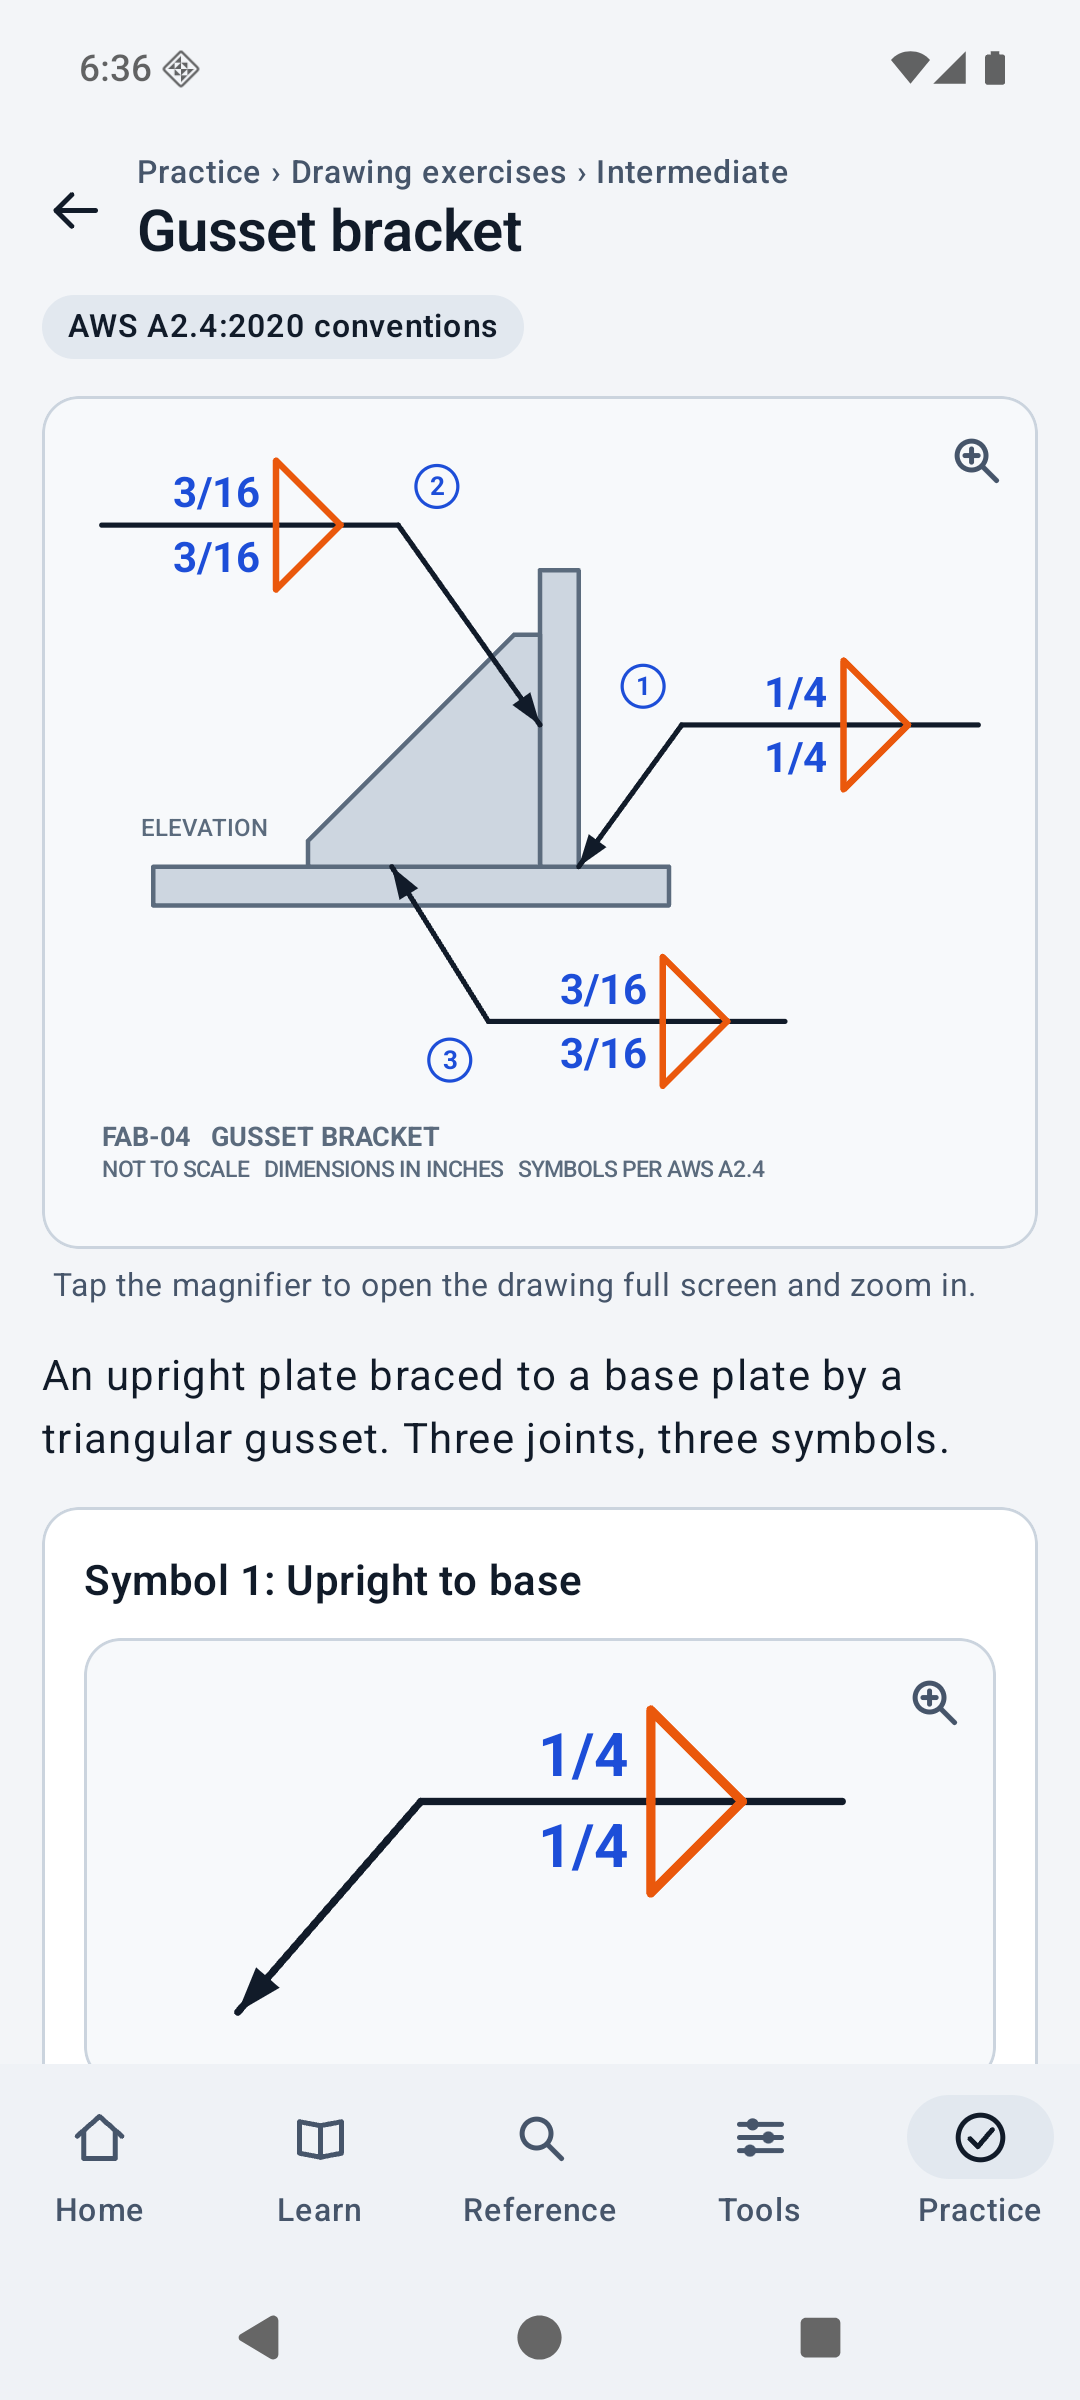 6:36
Practice › Drawing exercises › Intermediate
Gusset bracket
AWS A2.4:2020 conventions
3/16
3/16
2
1
1/4
1/4
ELEVATION
3/16
3/16
3
FAB-04 GUSSET BRACKET
NOT TO SCALE DIMENSIONS IN INCHES SYMBOLS PER AWS A2.4
Tap the magnifier to open the drawing full screen and zoom in.
An upright plate braced to a base plate by a
triangular gusset. Three joints, three symbols.
Symbol 1: Upright to base
1/4
1/4
Home Learn Reference Tools Practice